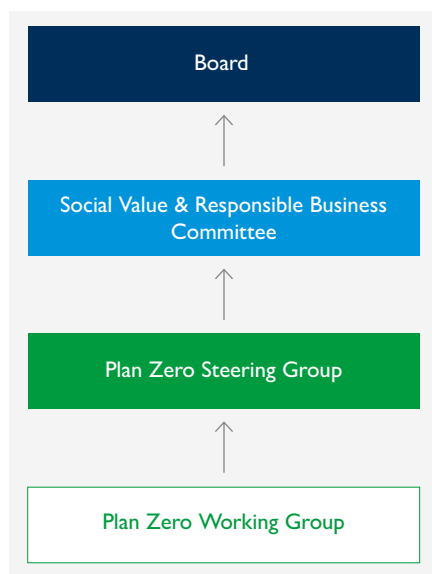 Board
Social Value & Responsible Business
Committee
Plan Zero Steering Group
Plan Zero Working Group